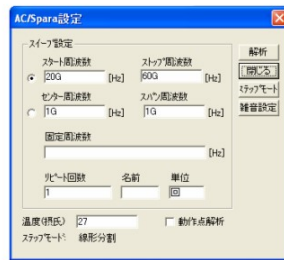 AC/Spara設定
スイープ設定
解析
スタート周波数 ストップ周波数
20G [Hz] 60G [Hz]
閉じる
センター周波数 スパン周波数
ステップモード
1G [Hz] 1G [Hz]
雑音設定
固定周波数
[Hz]
リピート回数 名前 単位
1 回
温度(摂氏) 27 動作点解析
ステップモード: 線形分割